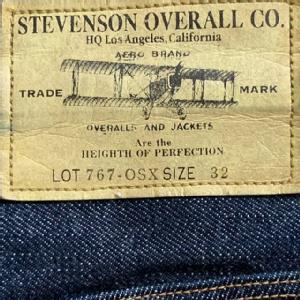 STEVENSON OVERALL CO.
HQ Los Angeles, California
AERO BRAND
TRADE MARK
OVERALLS AND JACKETS
Are the
HEIGHTH OF PERFECTION
LOT 767-OSX SIZE 32